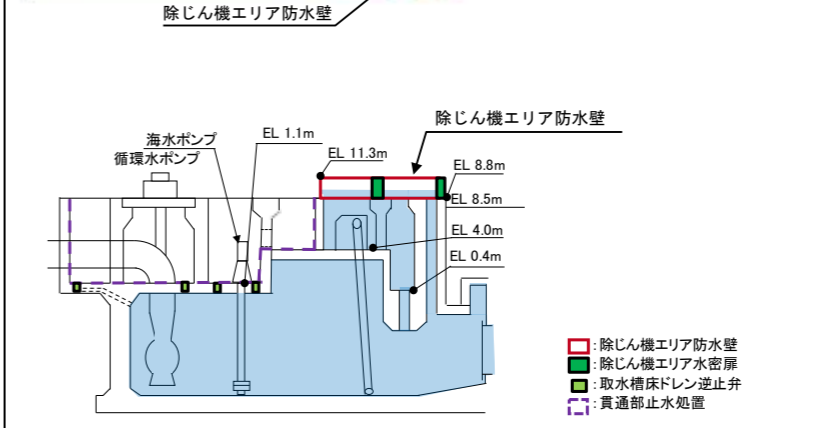 除じん機エリア防水壁
除じん機エリア防水壁
海水ポンプ
循環水ポンプ
EL 1.1m
EL 11.3m
EL 8.8m
EL 8.5m
EL 4.0m
EL 0.4m
:除じん機エリア防水壁
:除じん機エリア水密扉
:取水槽床ドレン逆止弁
:貫通部止水処置